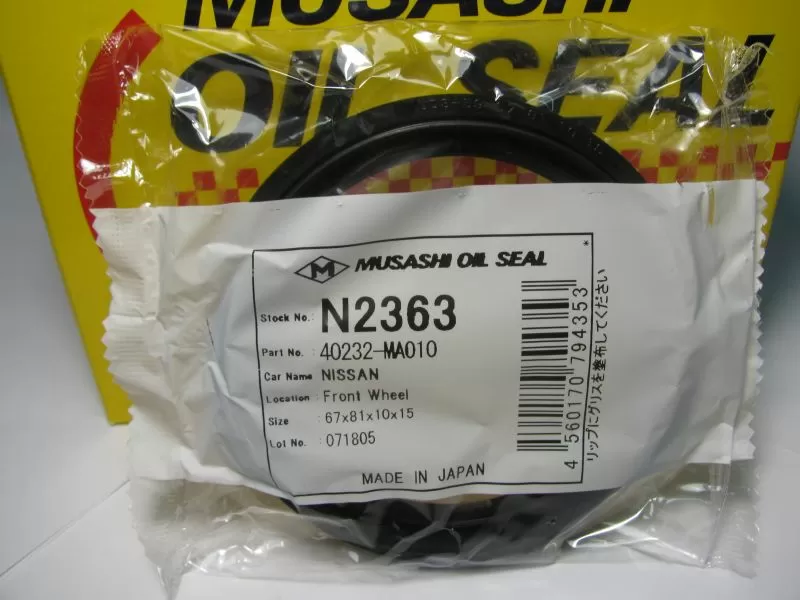 MUSASHI
OIL SEAL
M MUSASHI OIL SEAL
Stock No.: N2363
Part No. : 40232-MA010
Car Name : NISSAN
Location : Front Wheel
Size : 67x81x10x15
Lot No. : 071805
MADE IN JAPAN
4 560170 794353
*
リップにグリスを塗布してください